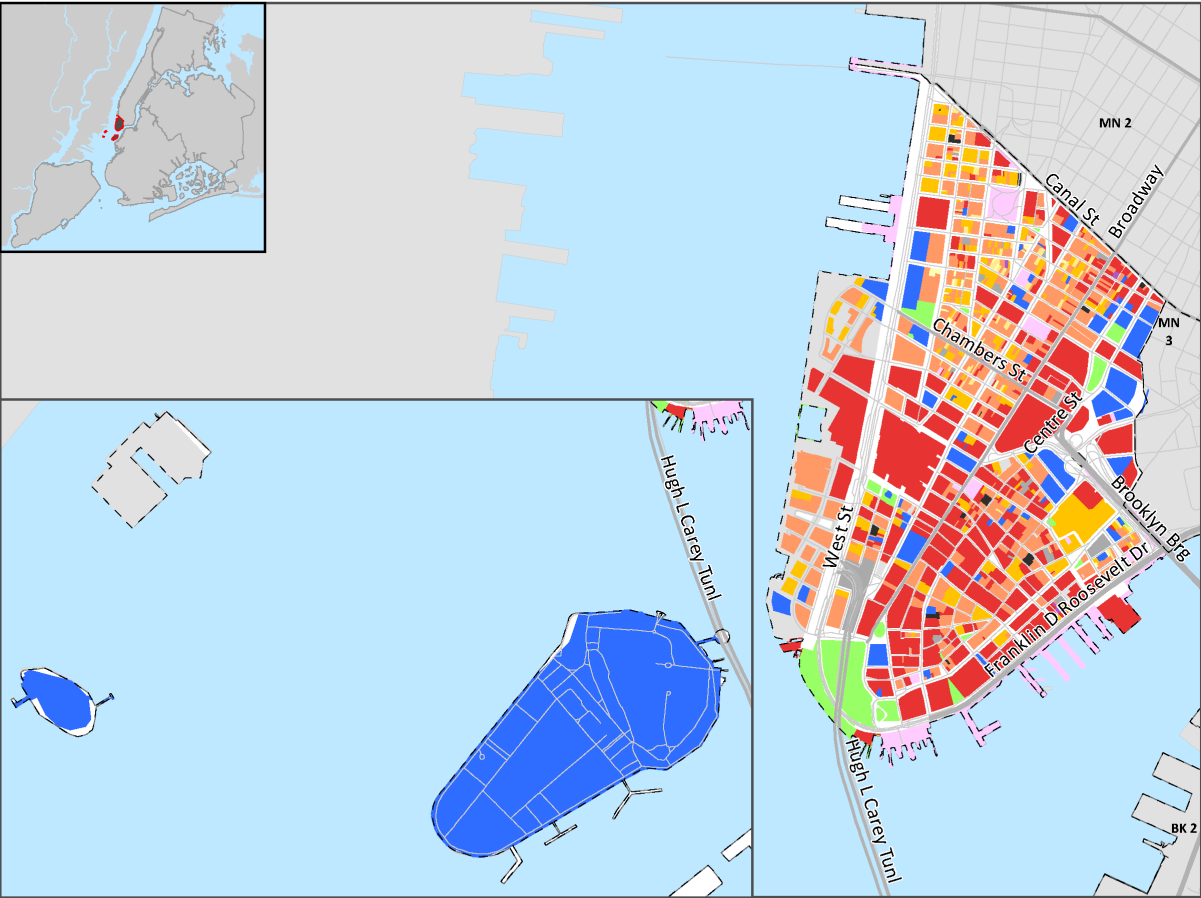 MN 2
Canal St
Broadway
MN
3
Chambers St
Centre St
Brooklyn Brg
West St
Franklin D Roosevelt Dr
Hugh L Carey Tunl
Hugh L Carey Tunl
BK 2